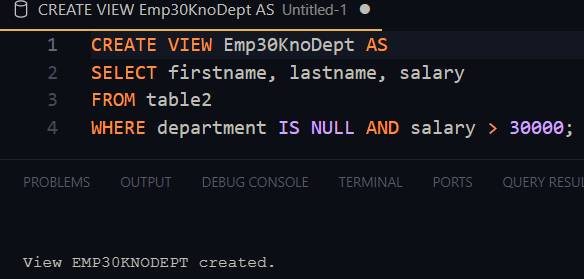 CREATE VIEW Emp30KnoDept AS Untitled-1
1 CREATE VIEW Emp30KnoDept AS
2 SELECT firstname, lastname, salary
3 FROM table2
4 WHERE department IS NULL AND salary > 30000;
PROBLEMS OUTPUT DEBUG CONSOLE TERMINAL PORTS QUERY RESU
View EMP30KNODEPT created.